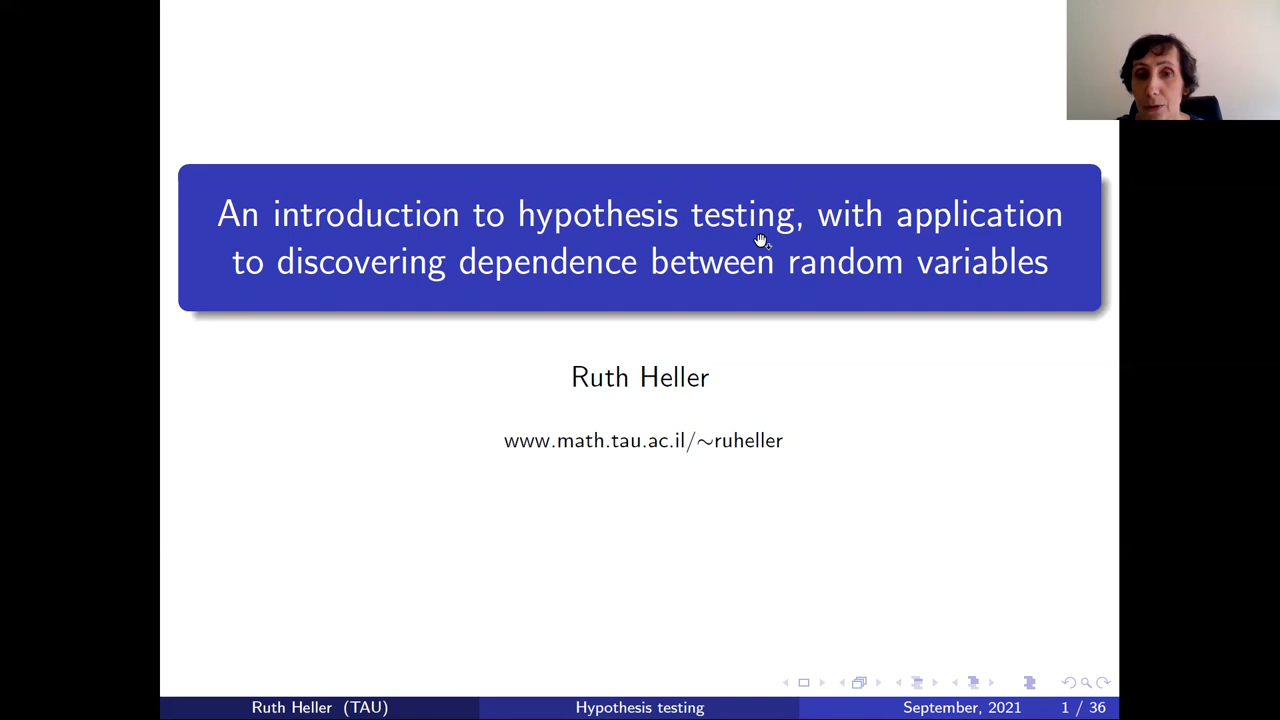 An introduction to hypothesis testing, with application
to discovering dependence between random variables
Ruth Heller
www.math.tau.ac.il/~ruheller
Ruth Heller (TAU) Hypothesis testing September, 2021 1 / 36